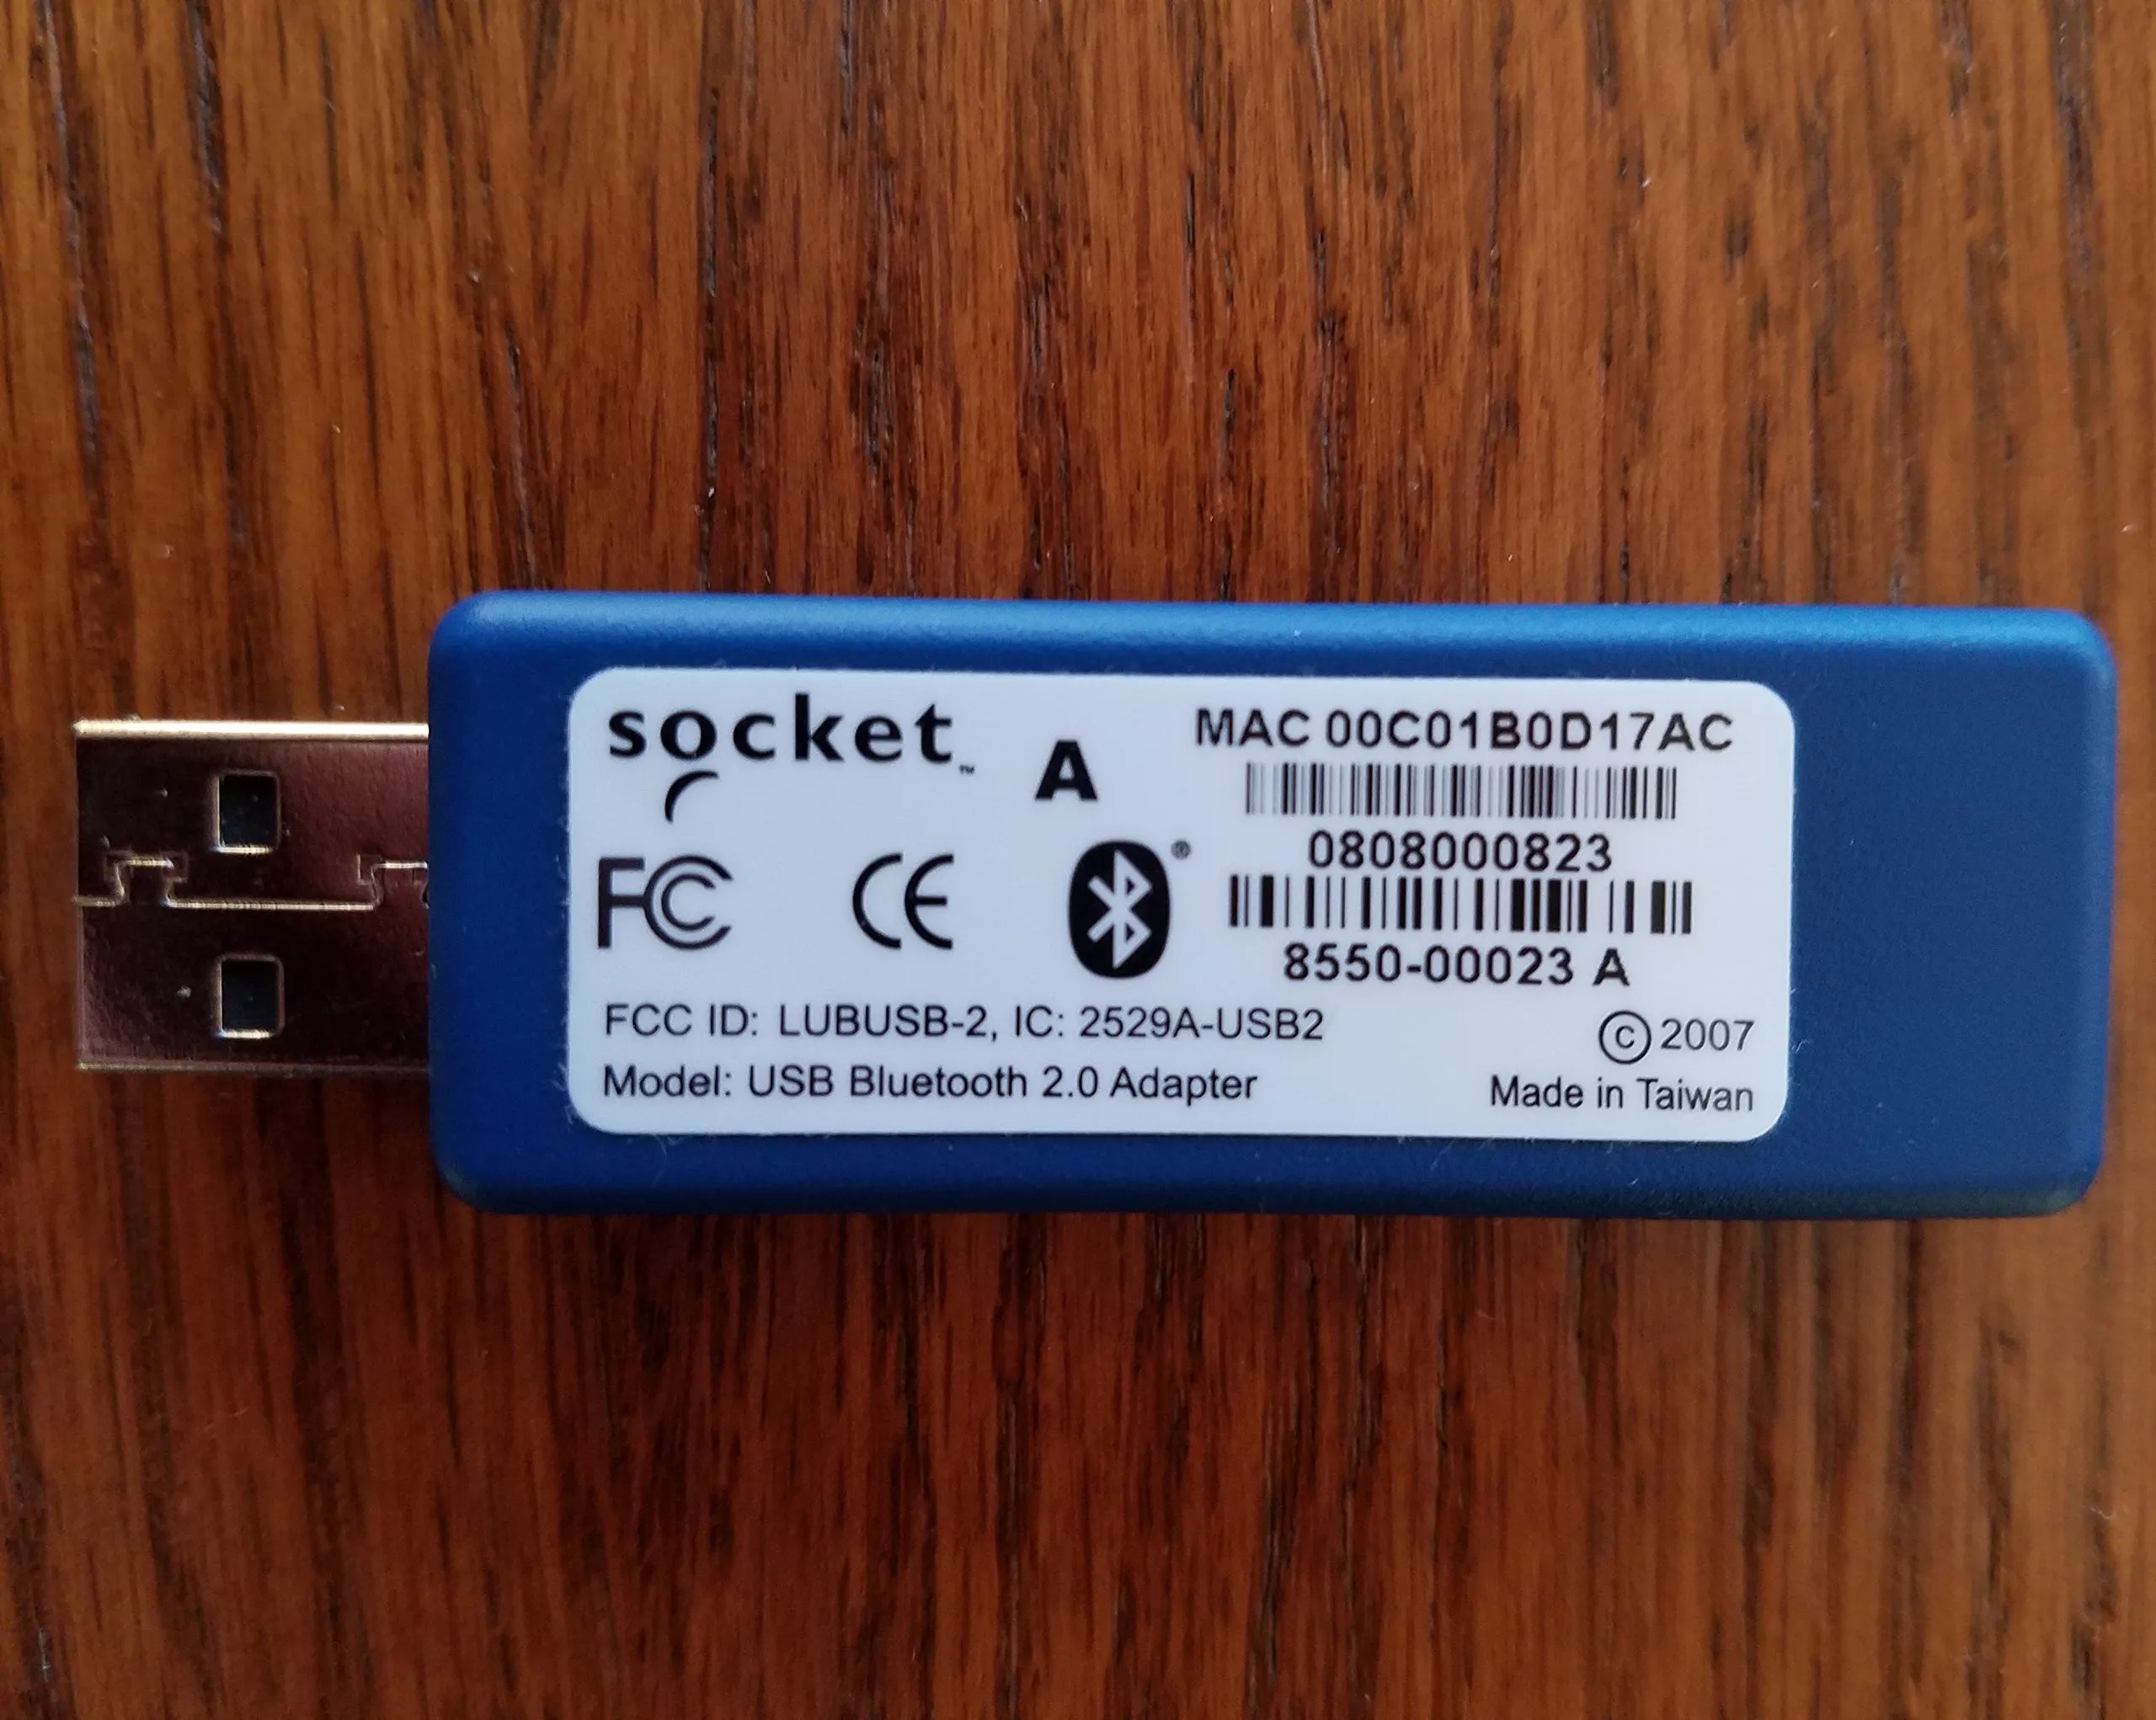 socket™
A
MAC 00C01B0D17AC
0808000823
8550-00023 A
FC CE ®
FCC ID: LUBUSB-2, IC: 2529A-USB2
Model: USB Bluetooth 2.0 Adapter
© 2007
Made in Taiwan